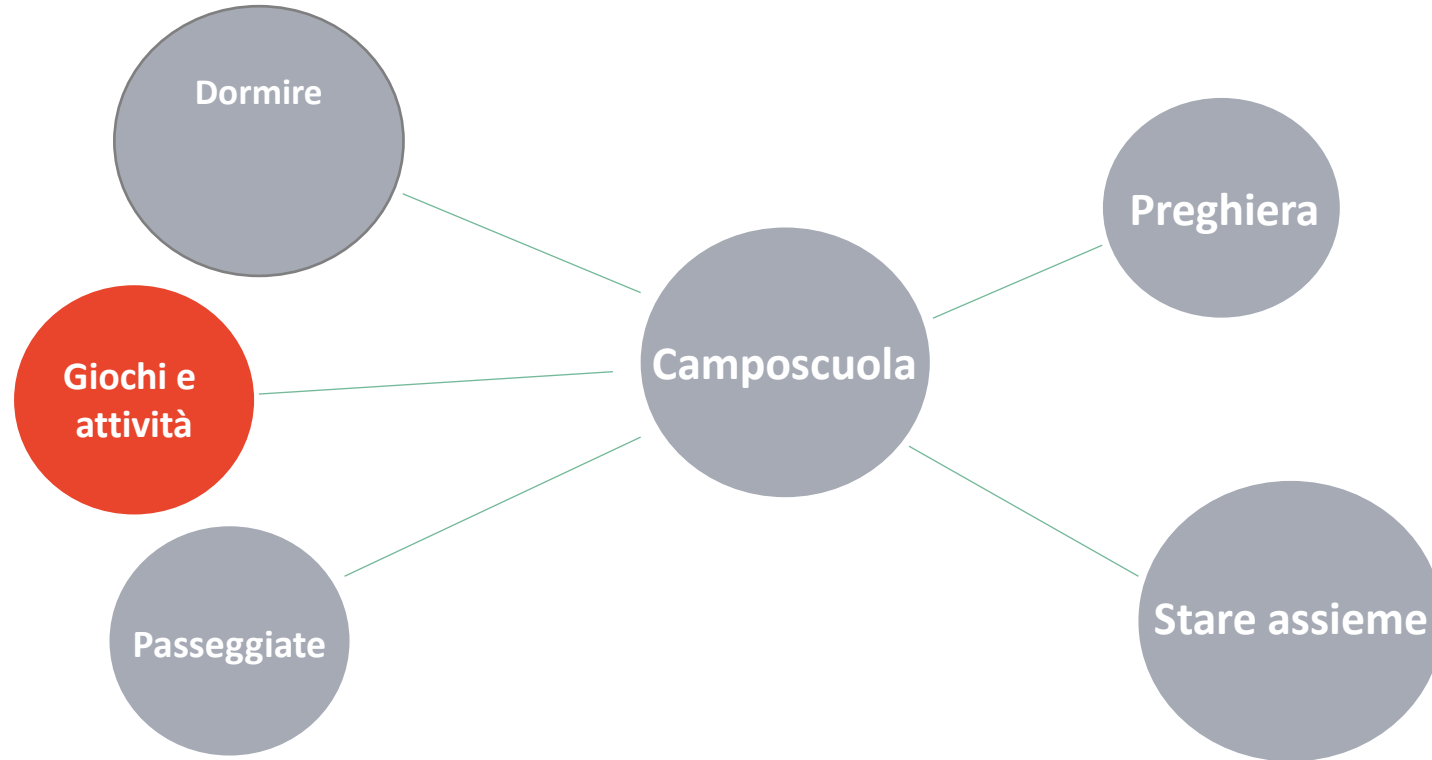 Dormire
Preghiera
Camposcuola
Giochi e
attività
Stare assieme
Passeggiate